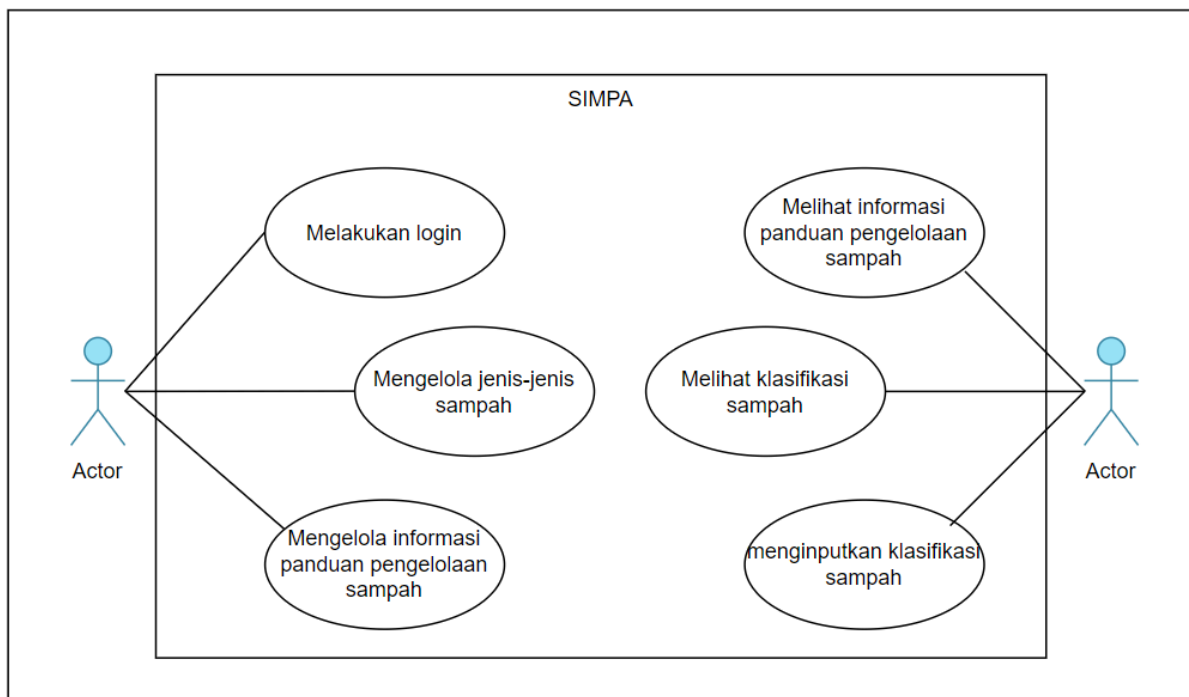 SIMPA
Melakukan login
Melihat informasi
panduan pengelolaan
sampah
Mengelola jenis-jenis
sampah
Melihat klasifikasi
sampah
Actor
Actor
Mengelola informasi
panduan pengelolaan
sampah
menginputkan klasifikasi
sampah